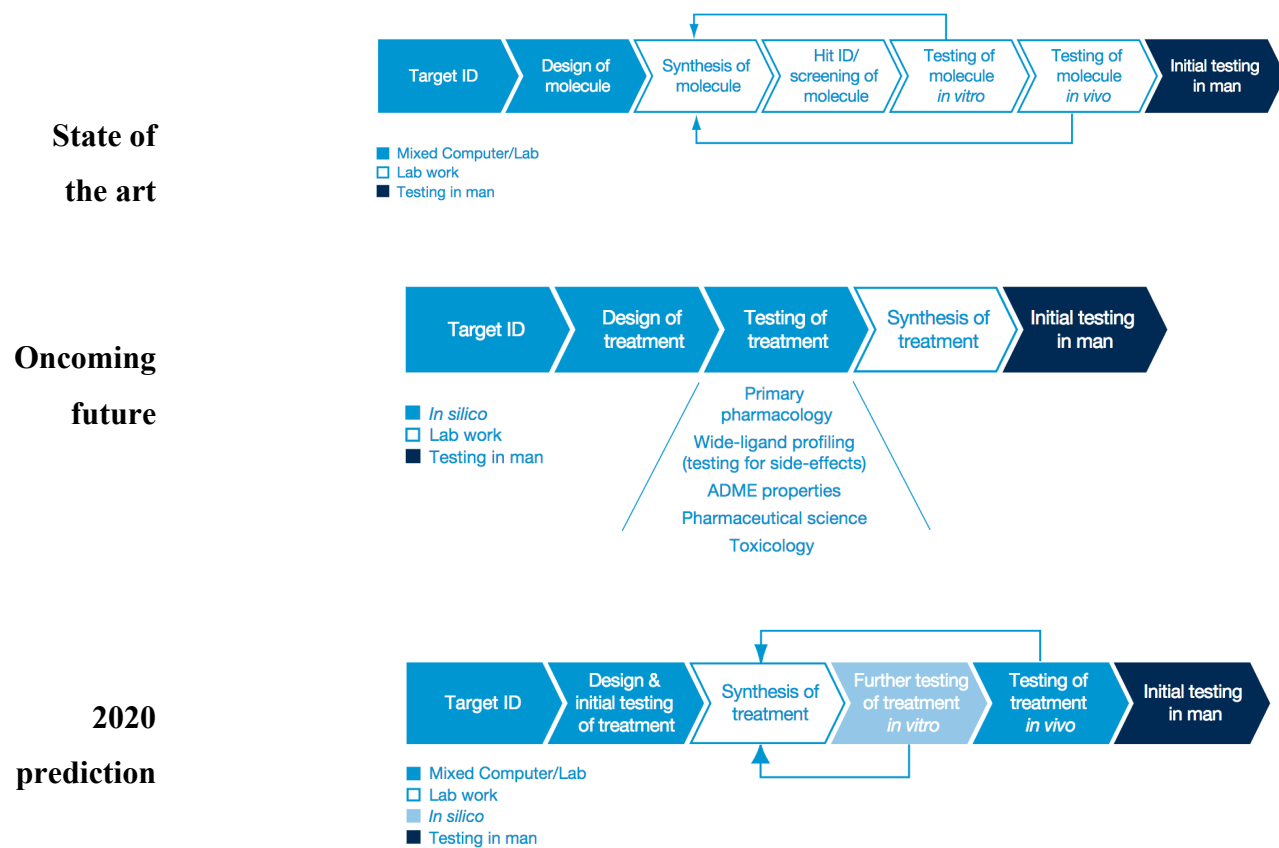 State of
the art
Target ID
Design of
molecule
Synthesis of
molecule
Hit ID/
screening of
molecule
Testing of
molecule
in vitro
Testing of
molecule
in vivo
Initial testing
in man
Mixed Computer/Lab
Lab work
Testing in man
Oncoming
future
Target ID
Design of
treatment
Testing of
treatment
Synthesis of
treatment
Initial testing
in man
In silico
Lab work
Testing in man
Primary
pharmacology
Wide-ligand profiling
(testing for side-effects)
ADME properties
Pharmaceutical science
Toxicology
2020
prediction
Target ID
Design &
initial testing
of treatment
Synthesis of
treatment
Further testing
of treatment
in vitro
Testing of
treatment
in vivo
Initial testing
in man
Mixed Computer/Lab
Lab work
In silico
Testing in man